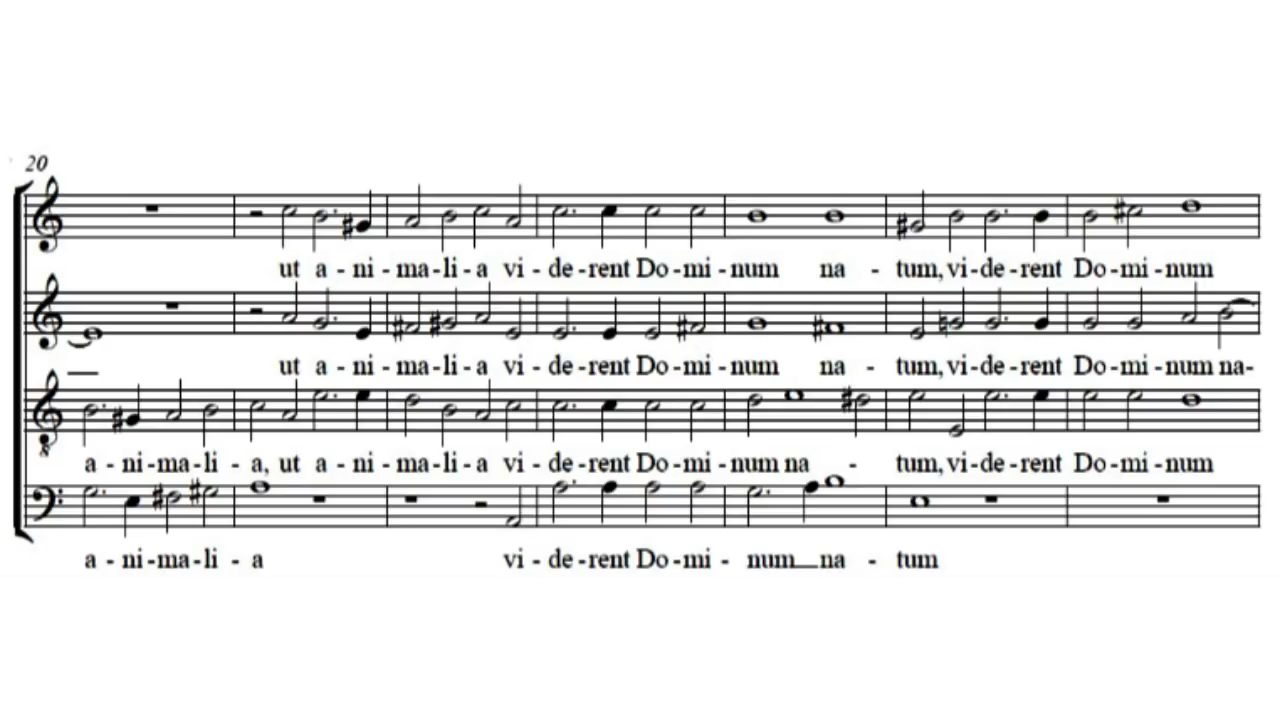 20
ut a - ni - ma - li - a vi - de - rent Do - mi - num na - tum, vi - de - rent Do - mi - num
ut a - ni - ma - li - a vi - de - rent Do - mi - num na - tum, vi - de - rent Do - mi - num na-
a - ni - ma - li - a, ut a - ni - ma - li - a vi - de - rent Do - mi - num na - tum, vi - de - rent Do - mi - num
8
a - ni - ma - li - a vi - de - rent Do - mi - num na - tum